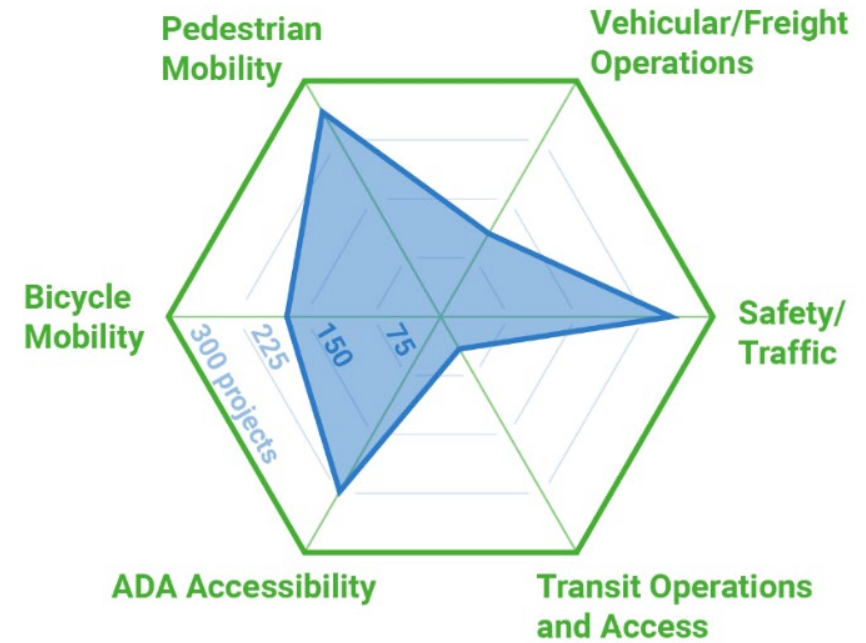 Pedestrian
Mobility
Vehicular/Freight
Operations
Bicycle
Mobility
Safety/
Traffic
300 projects
225
150
75
ADA Accessibility
Transit Operations
and Access